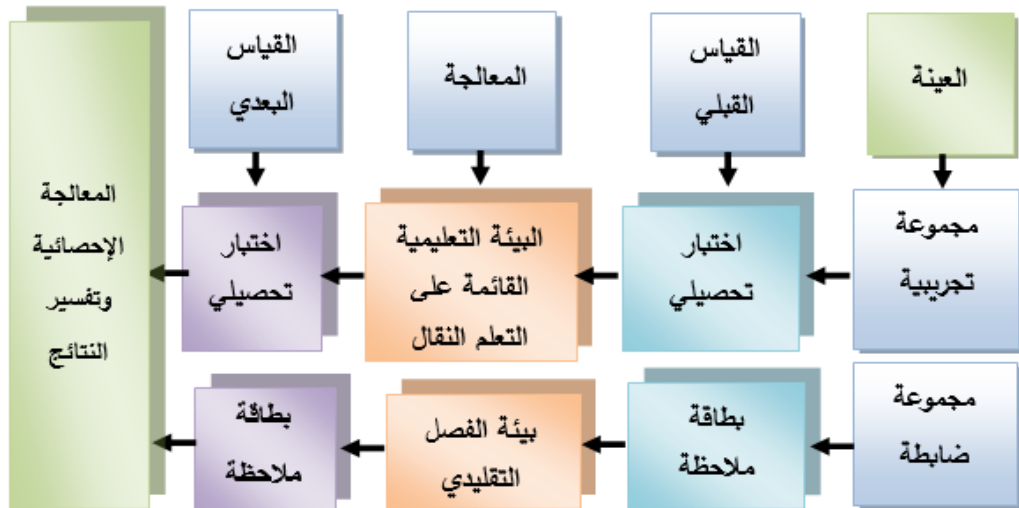 العينة
القياس
القبلي
المعالجة
القياس
البعدي
مجموعة
تجريبية
اختبار
تحصيلي
البيئة التعليمية
القائمة على
التعلم النقال
اختبار
تحصيلي
المعالجة
الإحصائية
وتفسير
النتائج
مجموعة
ضابطة
بطاقة
ملاحظة
بيئة الفصل
التقليدي
بطاقة
ملاحظة